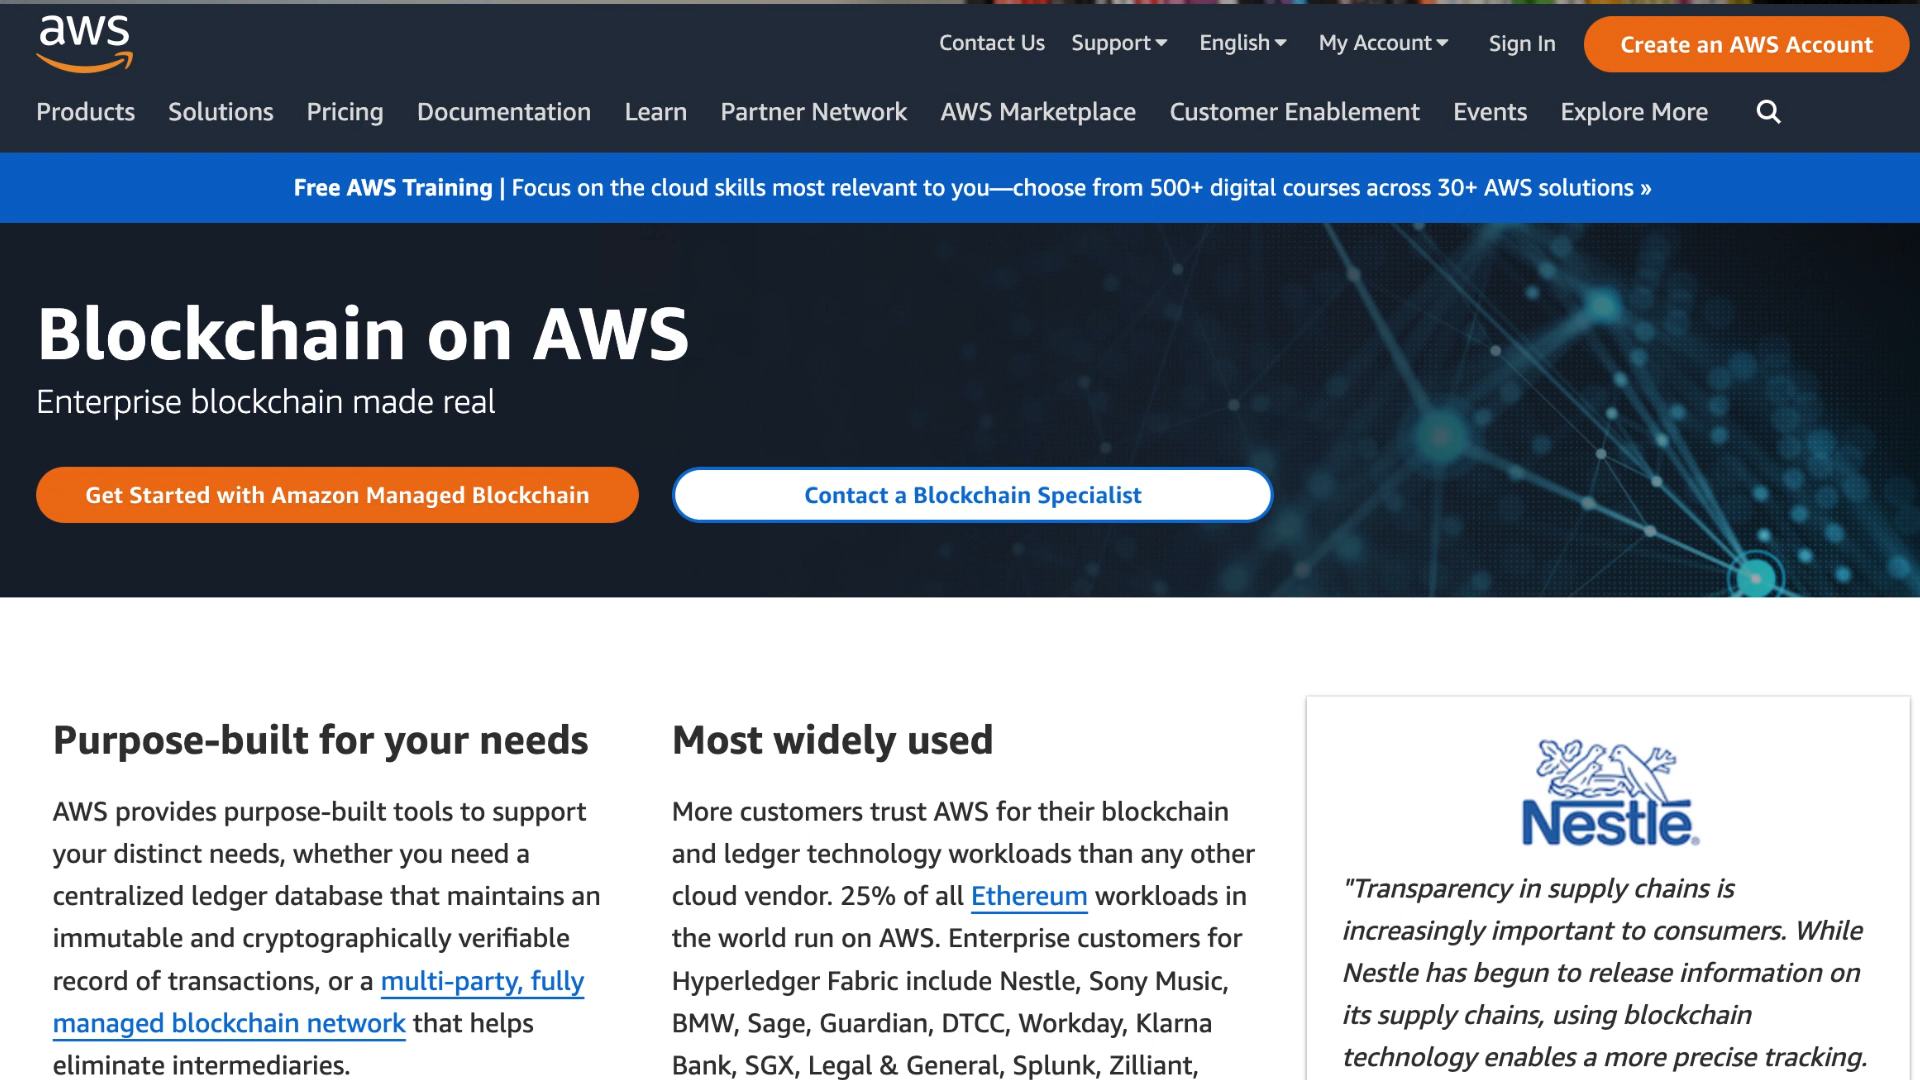 aws
Contact Us Support English My Account Sign In Create an AWS Account
Products Solutions Pricing Documentation Learn Partner Network AWS Marketplace Customer Enablement Events Explore More
Free AWS Training | Focus on the cloud skills most relevant to you—choose from 500+ digital courses across 30+ AWS solutions »
Blockchain on AWS
Enterprise blockchain made real
Get Started with Amazon Managed Blockchain
Contact a Blockchain Specialist
Purpose-built for your needs
AWS provides purpose-built tools to support
your distinct needs, whether you need a
centralized ledger database that maintains an
immutable and cryptographically verifiable
record of transactions, or a multi-party, fully
managed blockchain network that helps
eliminate intermediaries.
Most widely used
More customers trust AWS for their blockchain
and ledger technology workloads than any other
cloud vendor. 25% of all Ethereum workloads in
the world run on AWS. Enterprise customers for
Hyperledger Fabric include Nestle, Sony Music,
BMW, Sage, Guardian, DTCC, Workday, Klarna
Bank, SGX, Legal & General, Splunk, Zilliant,
Nestlé®
"Transparency in supply chains is
increasingly important to consumers. While
Nestle has begun to release information on
its supply chains, using blockchain
technology enables a more precise tracking.